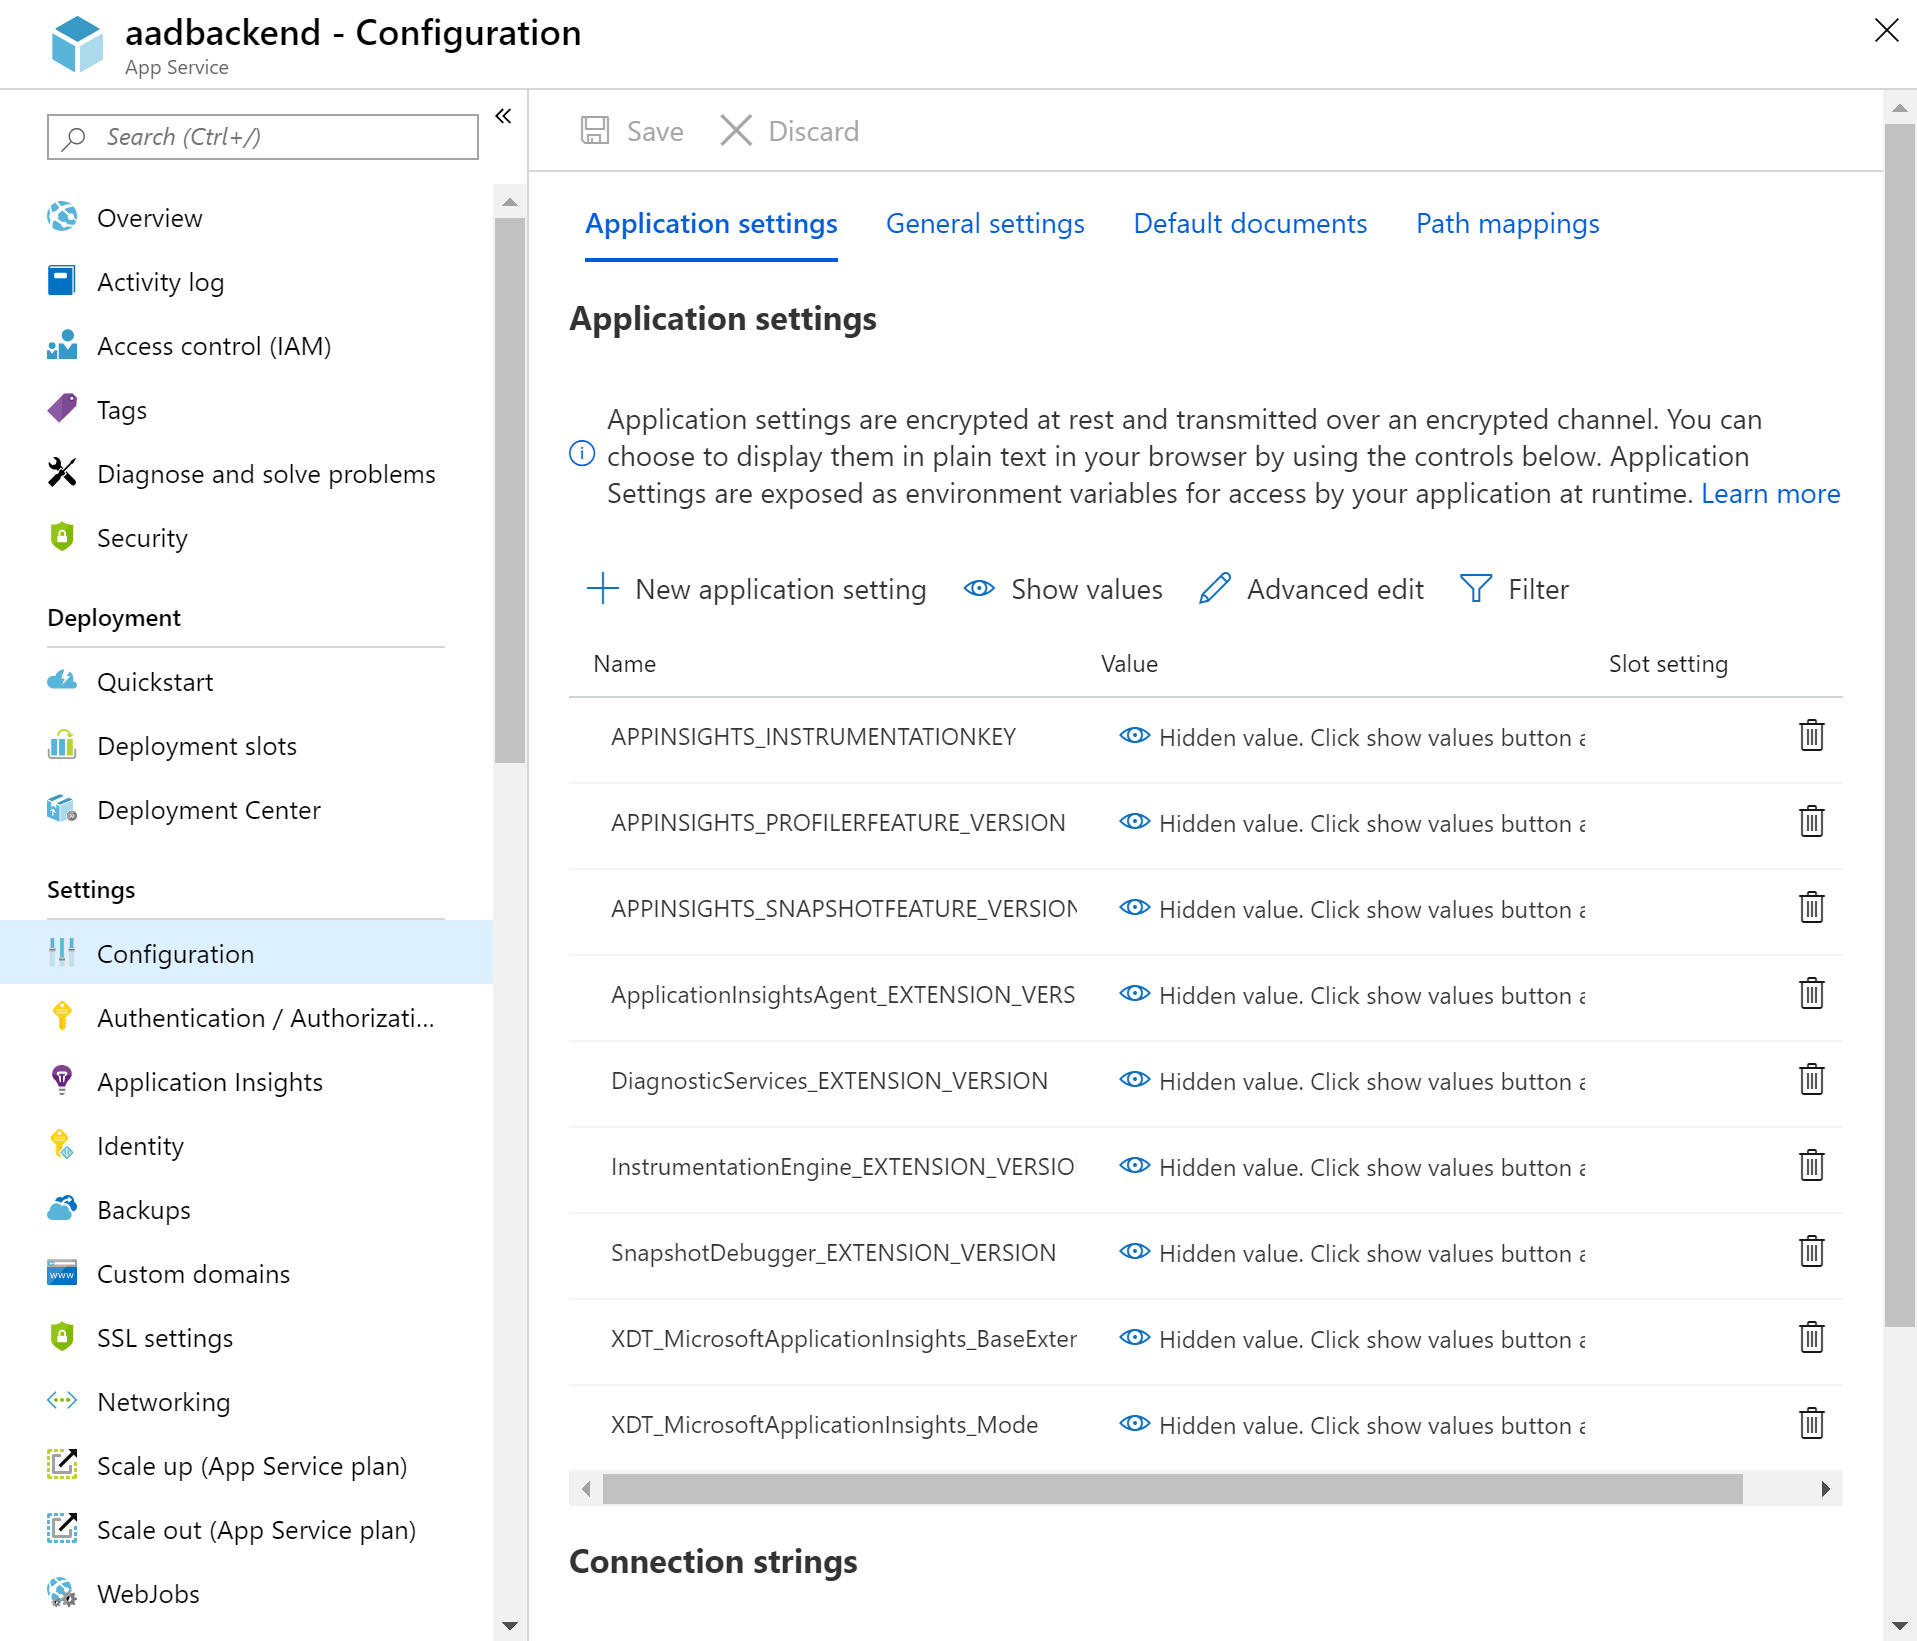 aadbackend - Configuration
App Service
Search (Ctrl+/)
Overview
Activity log
Access control (IAM)
Tags
Diagnose and solve problems
Security
Deployment
Quickstart
Deployment slots
Deployment Center
Settings
Configuration
Authentication / Authorizati...
Application Insights
Identity
Backups
www
Custom domains
SSL settings
Networking
Scale up (App Service plan)
Scale out (App Service plan)
WebJobs
Save Discard
Application settings General settings Default documents Path mappings
Application settings
Application settings are encrypted at rest and transmitted over an encrypted channel. You can
choose to display them in plain text in your browser by using the controls below. Application
Settings are exposed as environment variables for access by your application at runtime. Learn more
New application setting Show values Advanced edit Filter
Name Value Slot setting
APPINSIGHTS_INSTRUMENTATIONKEY Hidden value. Click show values button a
APPINSIGHTS_PROFILERFEATURE_VERSION Hidden value. Click show values button a
APPINSIGHTS_SNAPSHOTFEATURE_VERSION Hidden value. Click show values button a
ApplicationInsightsAgent_EXTENSION_VERS Hidden value. Click show values button a
DiagnosticServices_EXTENSION_VERSION Hidden value. Click show values button a
InstrumentationEngine_EXTENSION_VERSIO Hidden value. Click show values button a
SnapshotDebugger_EXTENSION_VERSION Hidden value. Click show values button a
XDT_MicrosoftApplicationInsights_BaseExter Hidden value. Click show values button a
XDT_MicrosoftApplicationInsights_Mode Hidden value. Click show values button a
Connection strings